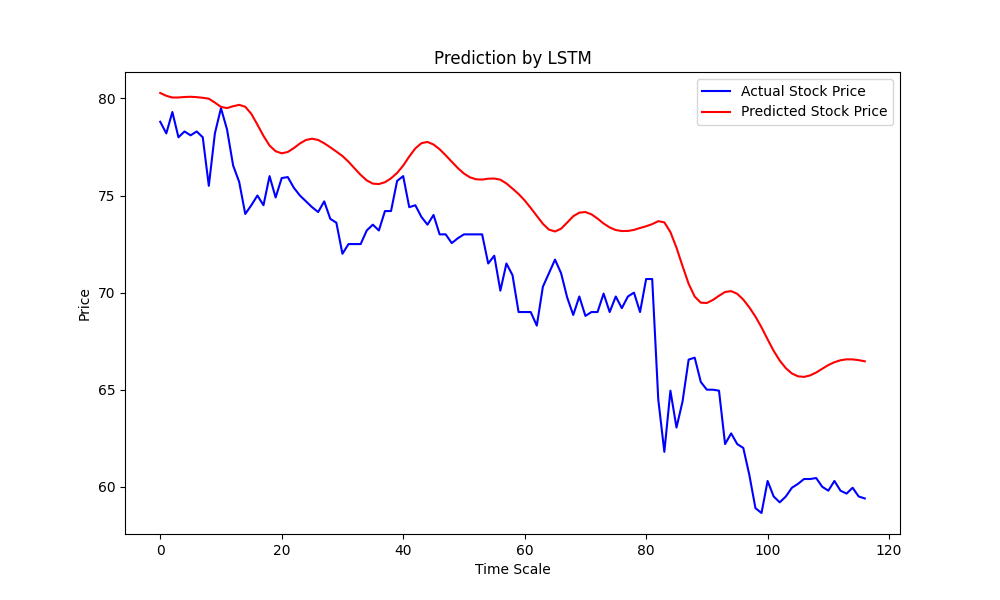 Prediction by LSTM
Actual Stock Price
Predicted Stock Price
80
75
70
65
60
Price
0 20 40 60 80 100 120
Time Scale